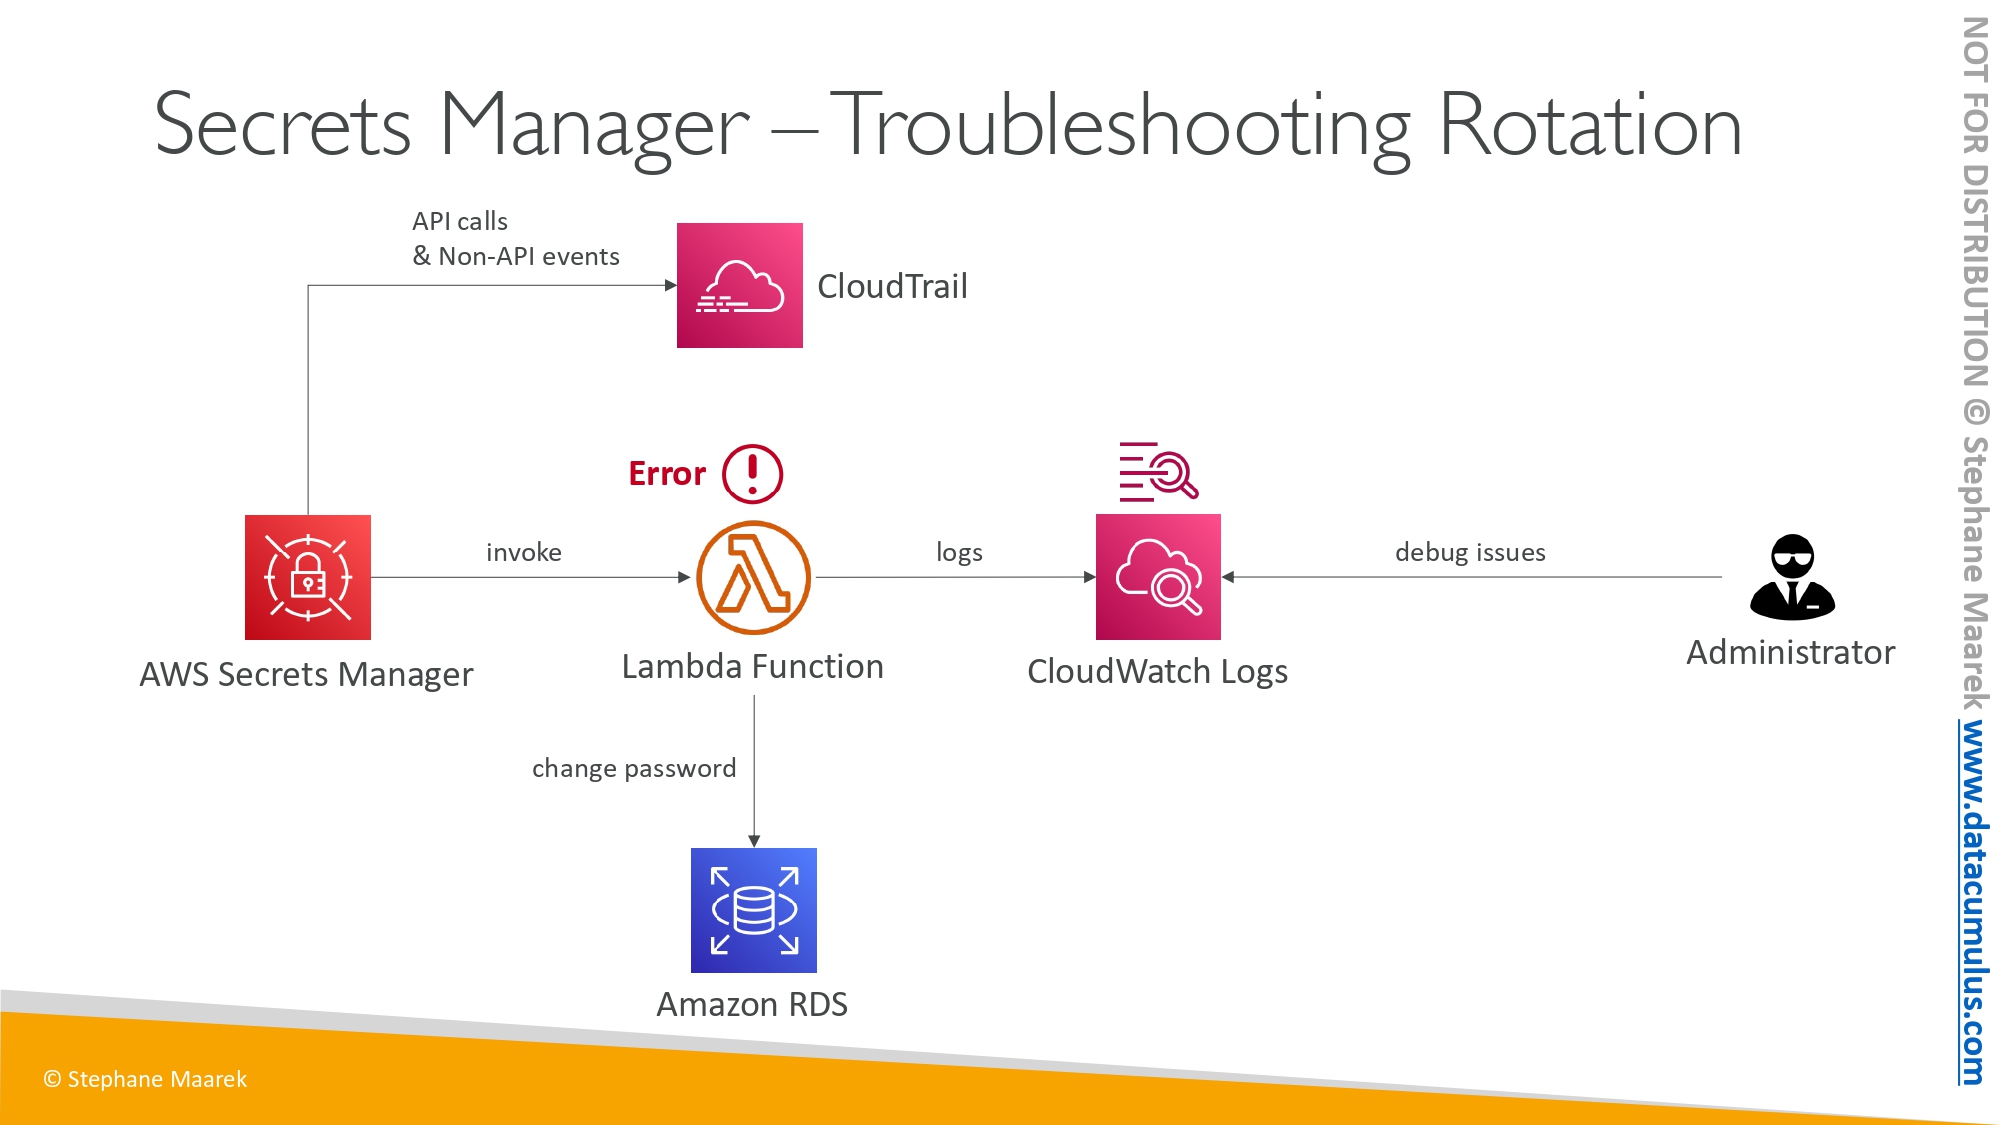 Secrets Manager – Troubleshooting Rotation
API calls
& Non-API events
CloudTrail
Error
invoke
logs
debug issues
AWS Secrets Manager
Lambda Function
CloudWatch Logs
Administrator
change password
Amazon RDS
© Stephane Maarek
NOT FOR DISTRIBUTION © Stephane Maarek www.datacumulus.com